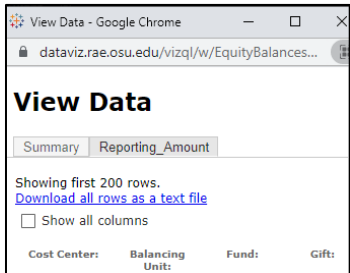 View Data - Google Chrome
dataviz.rae.osu.edu/vizql/w/EquityBalances...
View Data
Summary Reporting_Amount
Showing first 200 rows.
Download all rows as a text file
Show all columns
Cost Center: Balancing Unit: Fund: Gift: